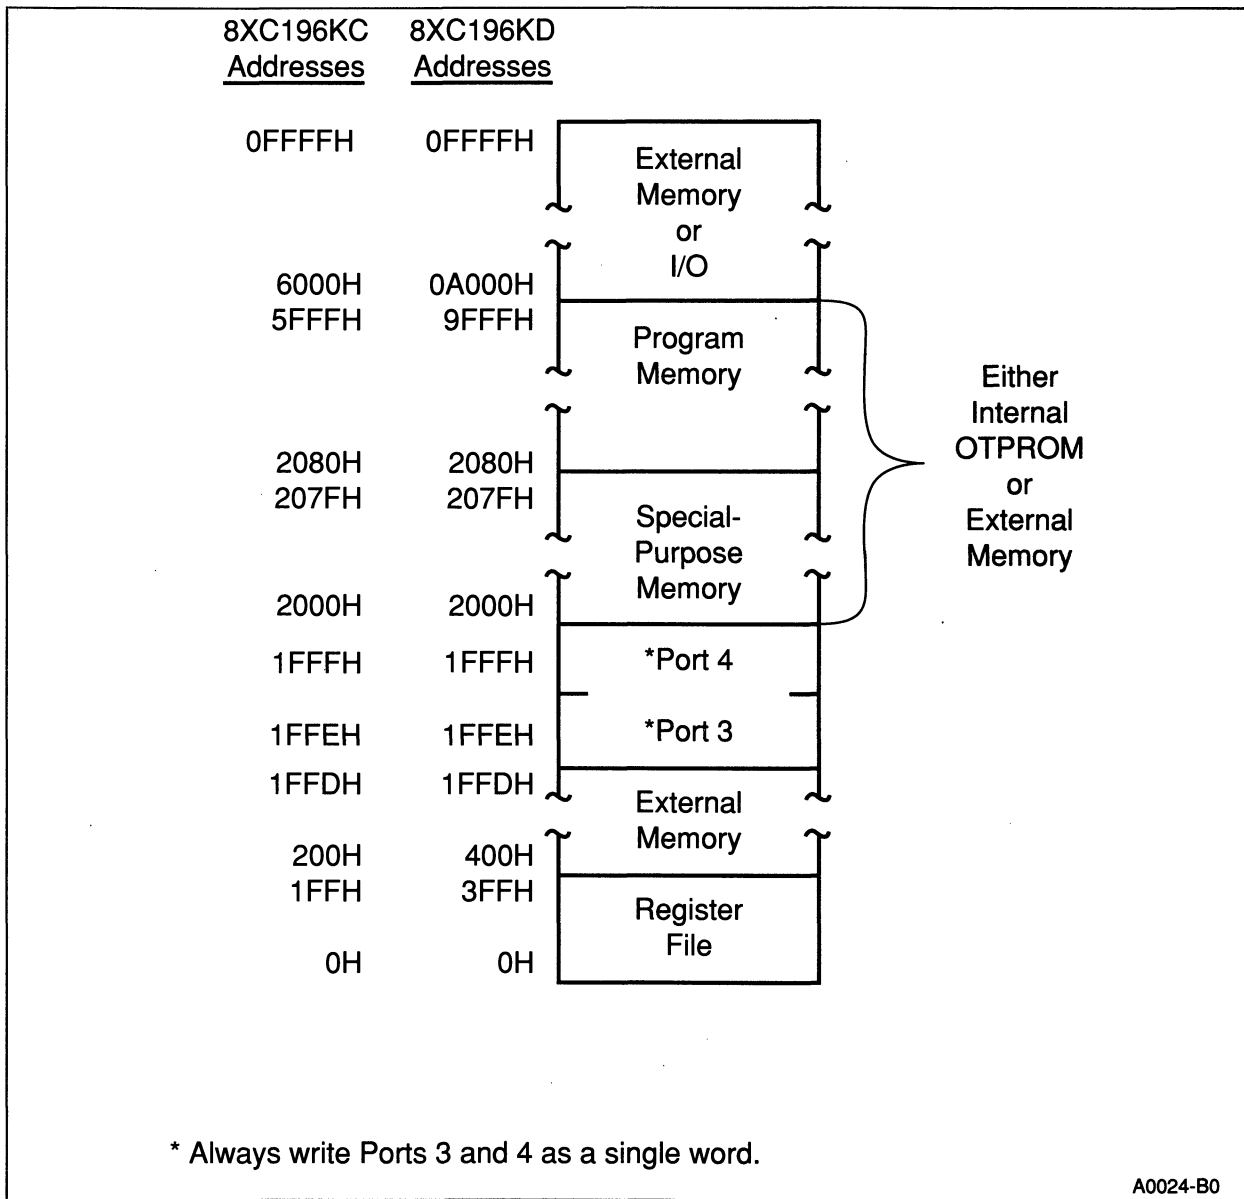 8XC196KC 8XC196KD
Addresses Addresses
0FFFFH 0FFFFH
External
Memory
or
I/O
6000H 0A000H
5FFFH 9FFFH
Program
Memory
Either
Internal
OTPROM
or
External
Memory
2080H 2080H
207FH 207FH
Special-
Purpose
Memory
2000H 2000H
1FFFH 1FFFH *Port 4
1FFEH 1FFEH *Port 3
1FFDH 1FFDH
External
Memory
200H 400H
1FFH 3FFH
Register
File
0H 0H
* Always write Ports 3 and 4 as a single word.
A0024-B0